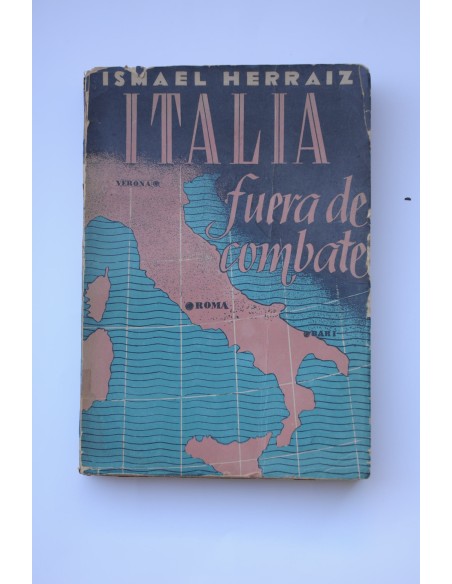 ISMAEL HERRAIZ
ITALIA
fuera de
combate
VERONA
ROMA
BARI